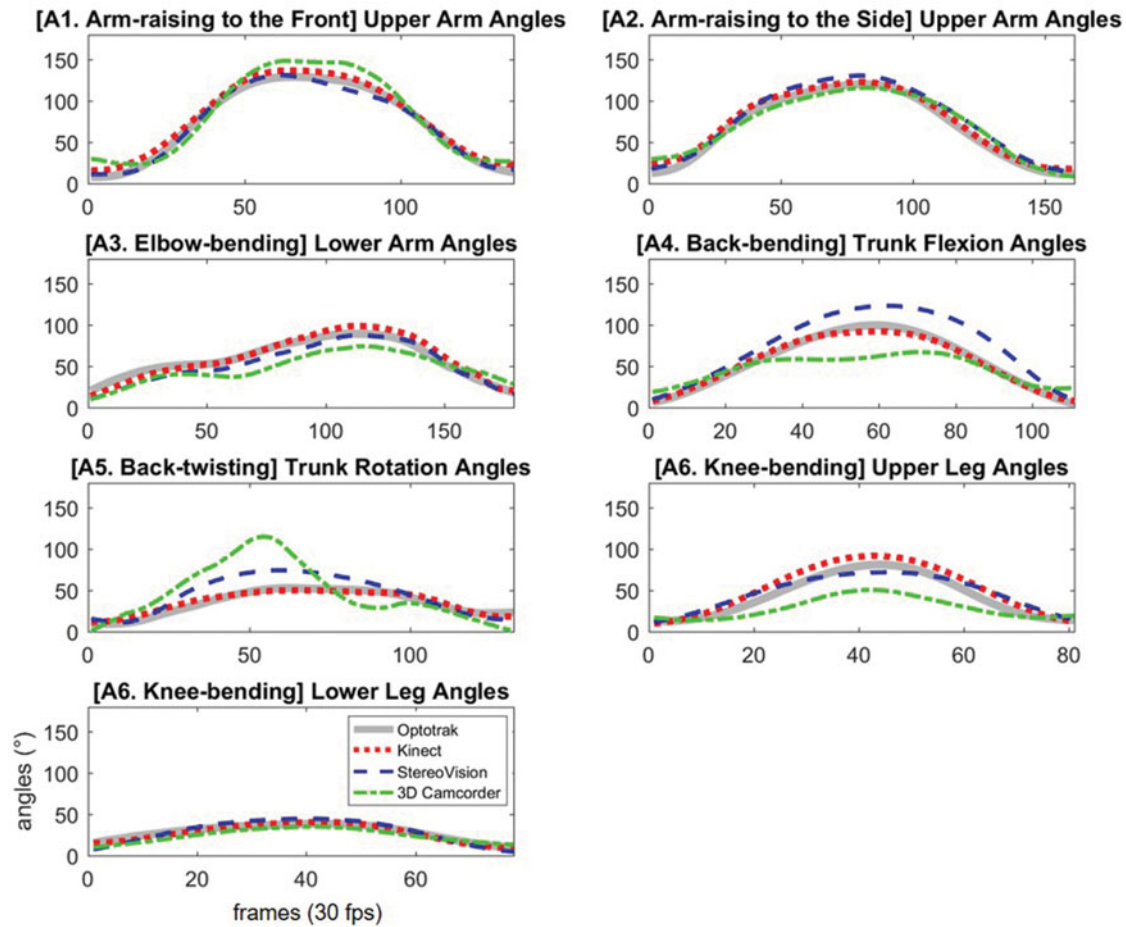 [A1. Arm-raising to the Front] Upper Arm Angles
150
100
50
0
0 50 100
[A2. Arm-raising to the Side] Upper Arm Angles
150
100
50
0
0 50 100 150
[A3. Elbow-bending] Lower Arm Angles
150
100
50
0
0 50 100 150
[A4. Back-bending] Trunk Flexion Angles
150
100
50
0
0 20 40 60 80 100
[A5. Back-twisting] Trunk Rotation Angles
150
100
50
0
0 50 100
[A6. Knee-bending] Upper Leg Angles
150
100
50
0
0 20 40 60 80
[A6. Knee-bending] Lower Leg Angles
angles (°)
150
100
50
0
0 20 40 60
Optotrak
Kinect
StereoVision
3D Camcorder
frames (30 fps)